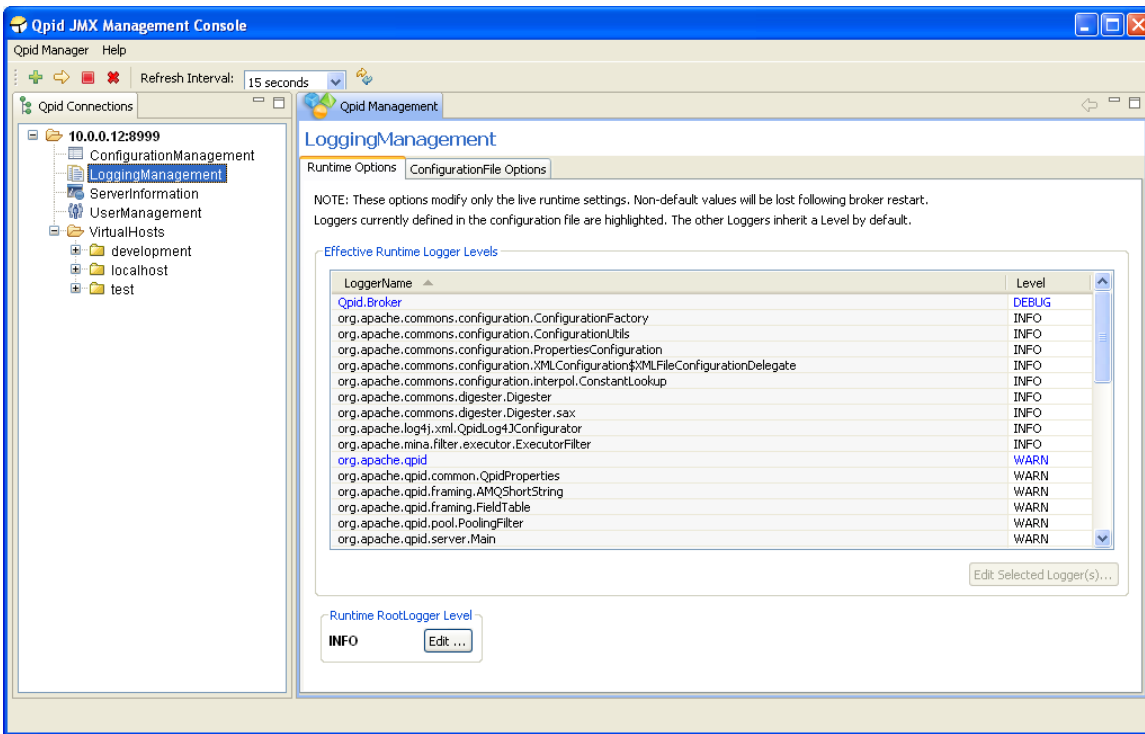 Qpid JMX Management Console
Qpid Manager Help
Refresh Interval: 15 seconds
Qpid Connections
10.0.0.12:8999
ConfigurationManagement
LoggingManagement
ServerInformation
UserManagement
VirtualHosts
development
localhost
test
Qpid Management
LoggingManagement
Runtime Options ConfigurationFile Options
NOTE: These options modify only the live runtime settings. Non-default values will be lost following broker restart.
Loggers currently defined in the configuration file are highlighted. The other Loggers inherit a Level by default.
Effective Runtime Logger Levels
LoggerName Level
Qpid.Broker DEBUG
org.apache.commons.configuration.ConfigurationFactory INFO
org.apache.commons.configuration.ConfigurationUtils INFO
org.apache.commons.configuration.PropertiesConfiguration INFO
org.apache.commons.configuration.XMLConfiguration$XMLFileConfigurationDelegate INFO
org.apache.commons.configuration.interpol.ConstantLookup INFO
org.apache.commons.digester.Digester INFO
org.apache.commons.digester.Digester.sax INFO
org.apache.log4j.xml.QpidLog4JConfigurator INFO
org.apache.mina.filter.executor.ExecutorFilter INFO
org.apache.qpid WARN
org.apache.qpid.common.QpidProperties WARN
org.apache.qpid.framing.AMQShortString WARN
org.apache.qpid.framing.FieldTable WARN
org.apache.qpid.pool.PoolingFilter WARN
org.apache.qpid.server.Main WARN
Edit Selected Logger(s)...
Runtime RootLogger Level
INFO Edit ...